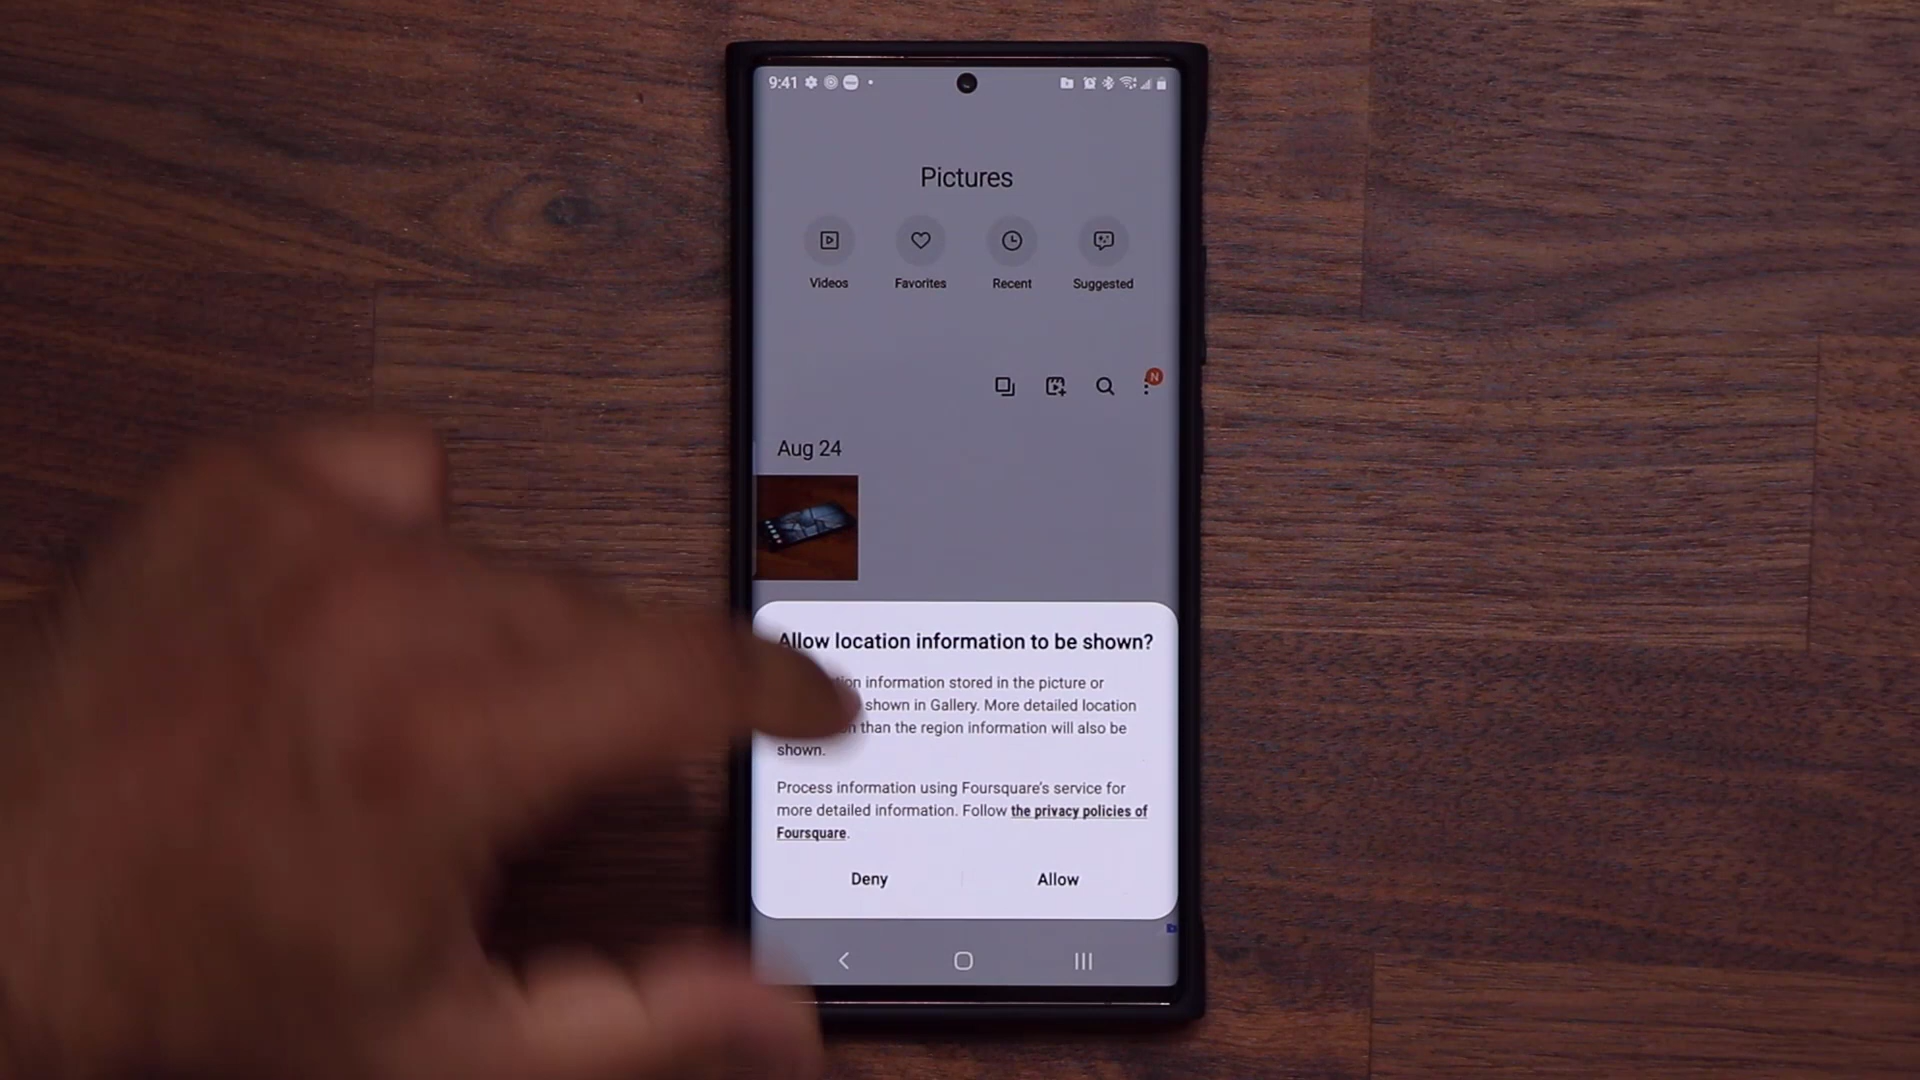 9:41
Pictures
Videos Favorites Recent Suggested
N
Aug 24
Allow location information to be shown?
information stored in the picture or
shown in Gallery. More detailed location
than the region information will also be
shown.
Process information using Foursquare's service for
more detailed information. Follow the privacy policies of
Foursquare.
Deny Allow